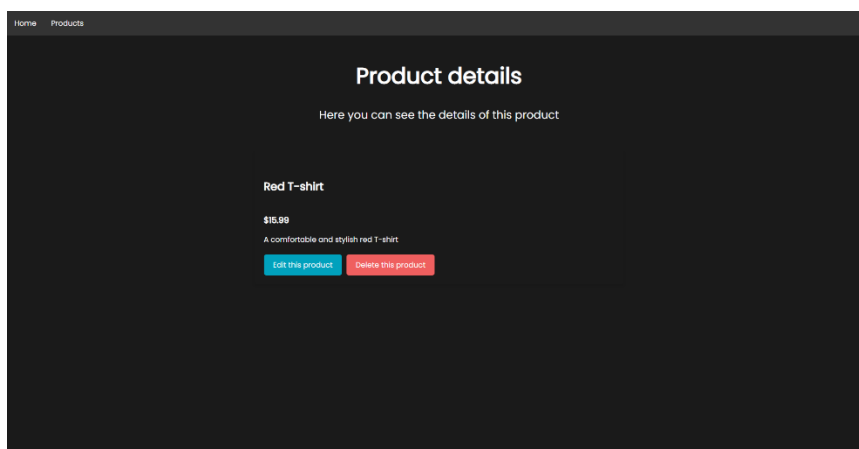 Home Products
Product details
Here you can see the details of this product
Red T-shirt
$15.99
A comfortable and stylish red T-shirt
Edit this product Delete this product